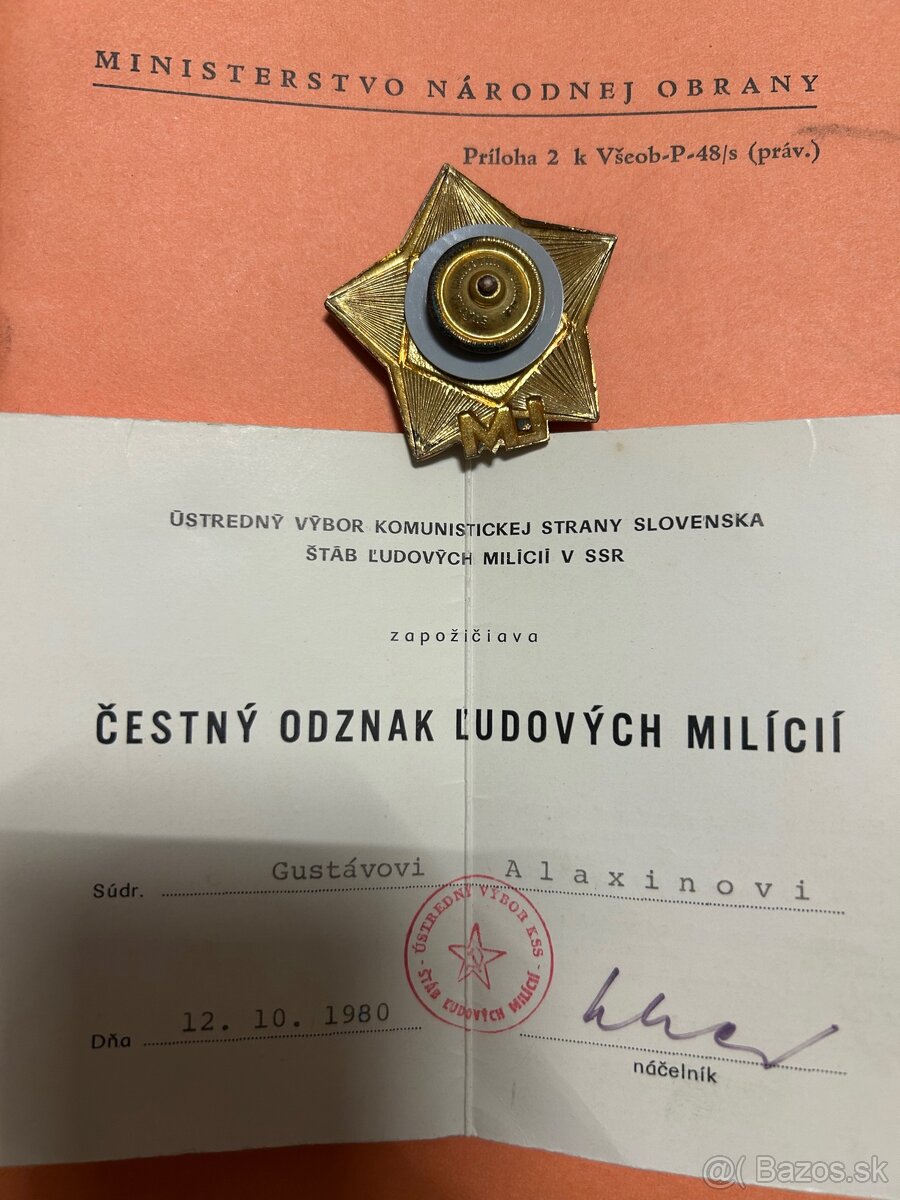 MINISTERSTVO NÁRODNEJ OBRANY
Príloha 2 k Všeob-P-48/s (práv.)
ÚSTREDNÝ VÝBOR KOMUNISTICKEJ STRANY SLOVENSKA
ŠTÁB ĽUDOVÝCH MILÍCIÍ V SSR
zapožičiava
ČESTNÝ ODZNAK ĽUDOVÝCH MILÍCIÍ
Súdr. Gustávovi Alaxinovi
ÚSTREDNÝ VÝBOR KSS
ŠTÁB ĽUDOVÝCH MILÍCIÍ
Dňa 12. 10. 1980
náčelník
@( Bazos.sk